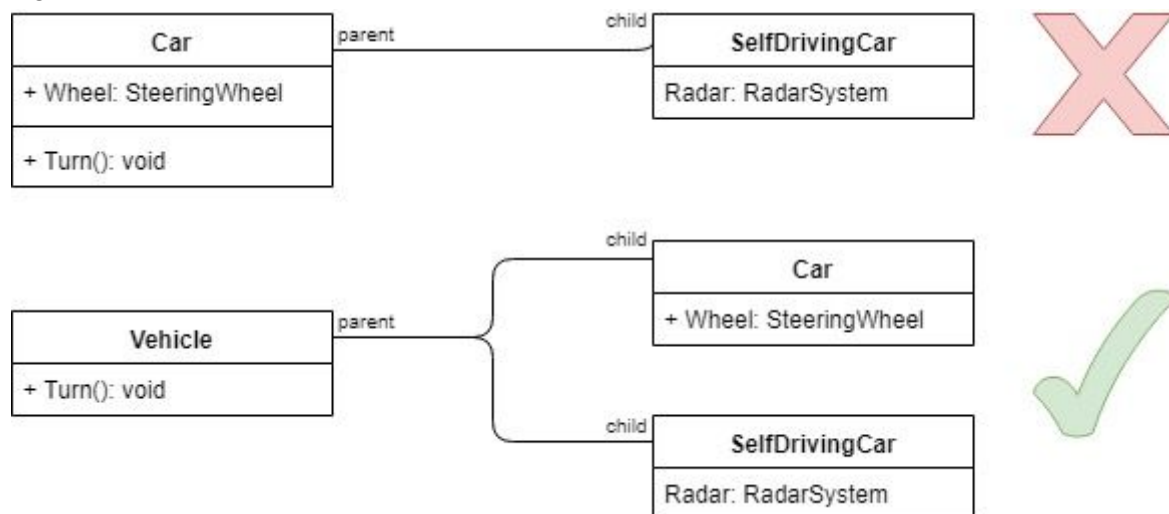 Car
parent
child
SelfDrivingCar
+ Wheel: SteeringWheel
Radar: RadarSystem
+ Turn(): void
child
Car
+ Wheel: SteeringWheel
Vehicle
parent
+ Turn(): void
child
SelfDrivingCar
Radar: RadarSystem